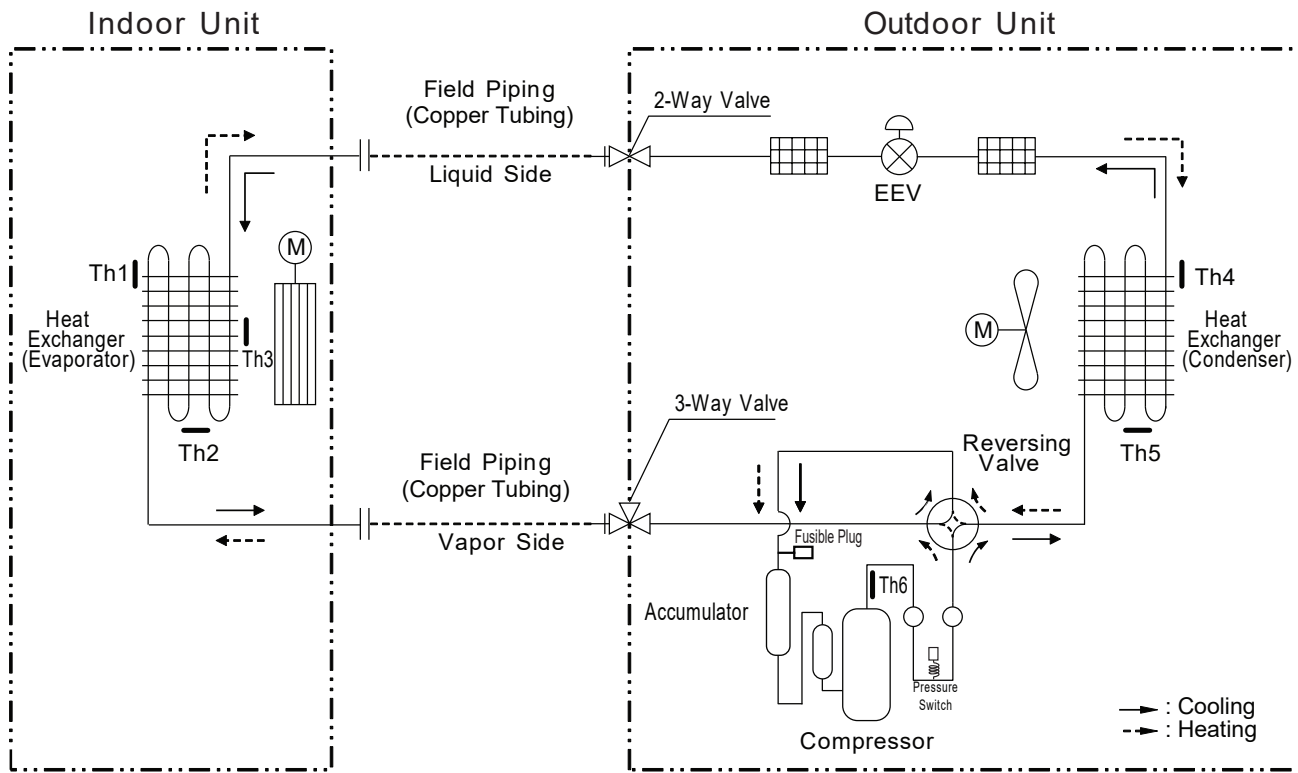 Indoor Unit
Outdoor Unit
Field Piping
(Copper Tubing)
2-Way Valve
Liquid Side
EEV
M
Th1
Th4
Heat
Exchanger
(Evaporator)
Th3
M
Heat
Exchanger
(Condenser)
Th2
Th5
3-Way Valve
Field Piping
(Copper Tubing)
Reversing
Valve
Vapor Side
Fusible Plug
Th6
Accumulator
Pressure
Switch
Compressor
: Cooling
: Heating